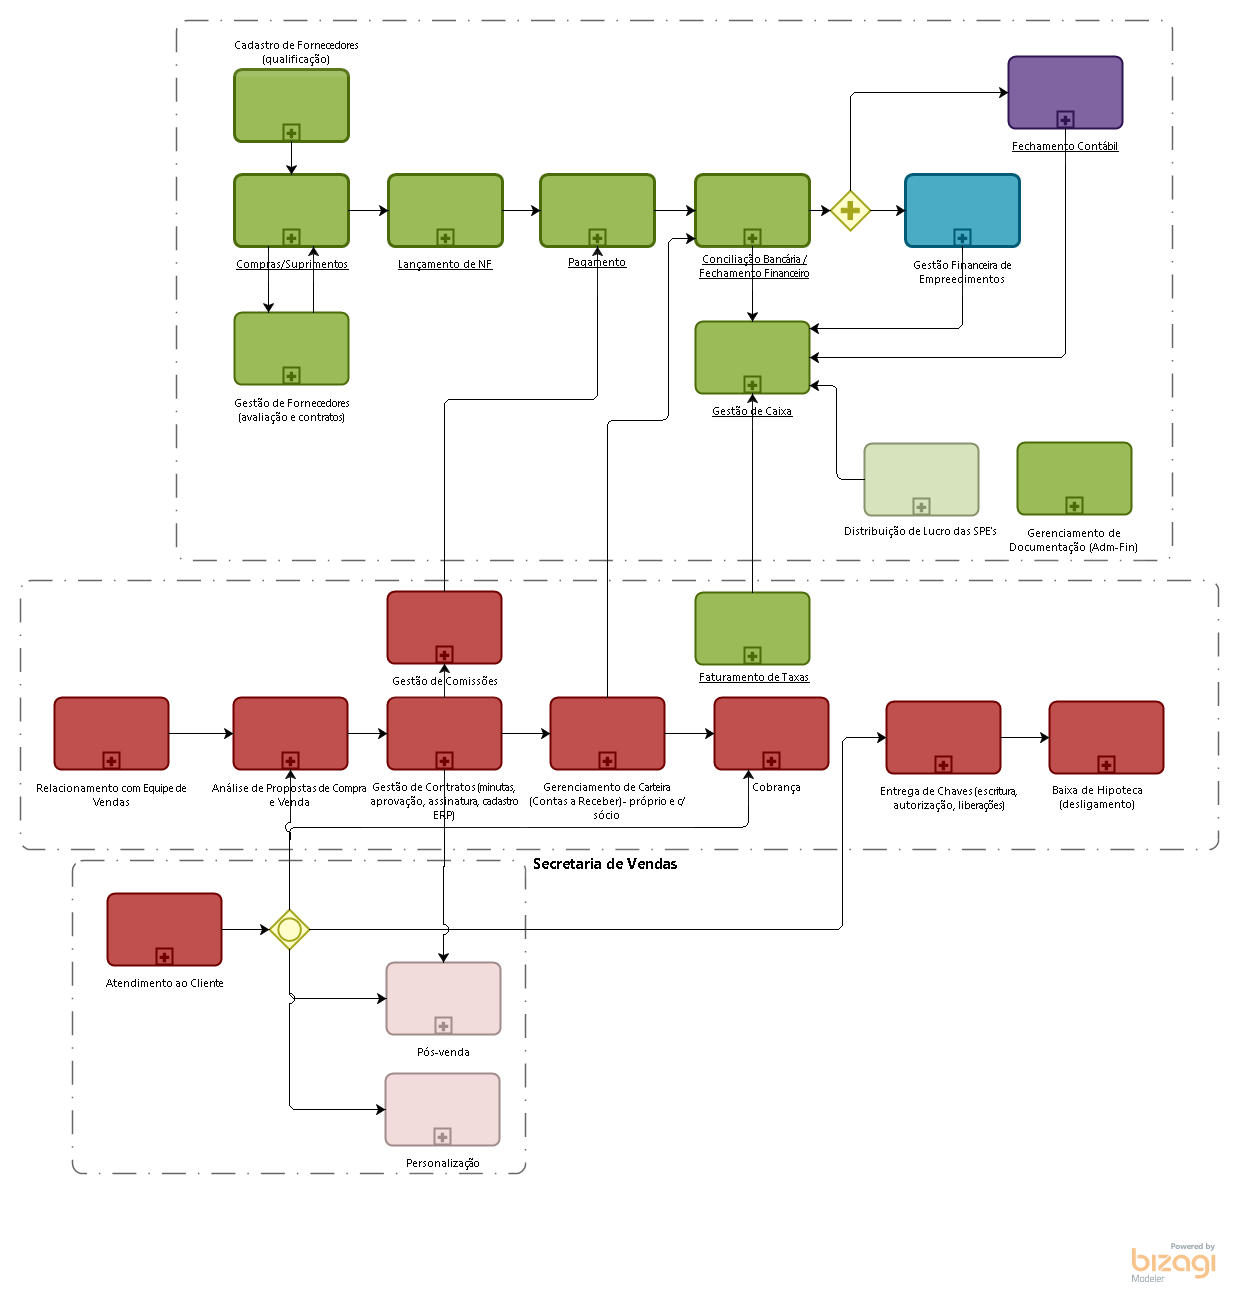 Cadastro de Fornecedores
(qualificação)
Fechamento Contábil
Compras/Suprimentos
Lançamento de NF
Pagamento
Conciliação Bancária /
Fechamento Financeiro
Gestão Financeira de
Empreedimentos
Gestão de Fornecedores
(avaliação e contratos)
Gestão de Caixa
Distribuição de Lucro das SPE's
Gerenciamento de
Documentação (Adm-Fin)
Gestão de Comissões
Faturamento de Taxas
Relacionamento com Equipe de
Vendas
Análise de Propostas de Compra
e Venda
Gestão de Contratos (minutas,
aprovação, assinatura, cadastro
ERP)
Gerenciamento de Carteira
(Contas a Receber) - próprio e c/
sócio
Cobrança
Entrega de Chaves (escritura,
autorização, liberações)
Baixa de Hipoteca
(desligamento)
Secretaria de Vendas
Atendimento ao Cliente
Pós-venda
Personalização
Powered by
bizagi
Modeler